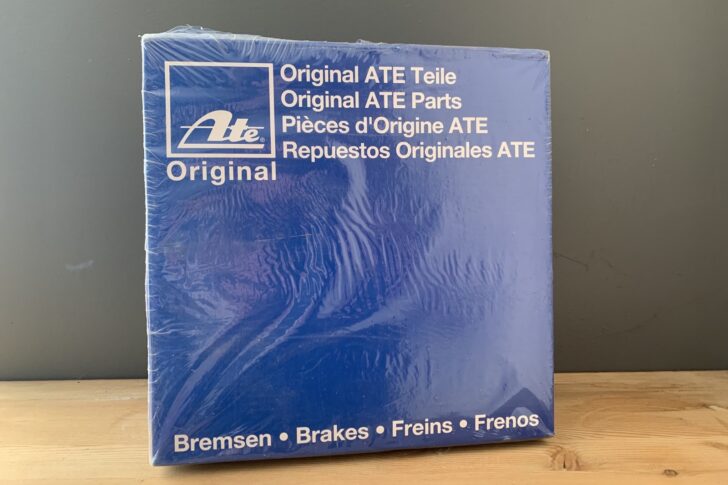 Ate®
Original
Original ATE Teile
Original ATE Parts
Pièces d'Origine ATE
Repuestos Originales ATE
Bremsen • Brakes • Freins • Frenos